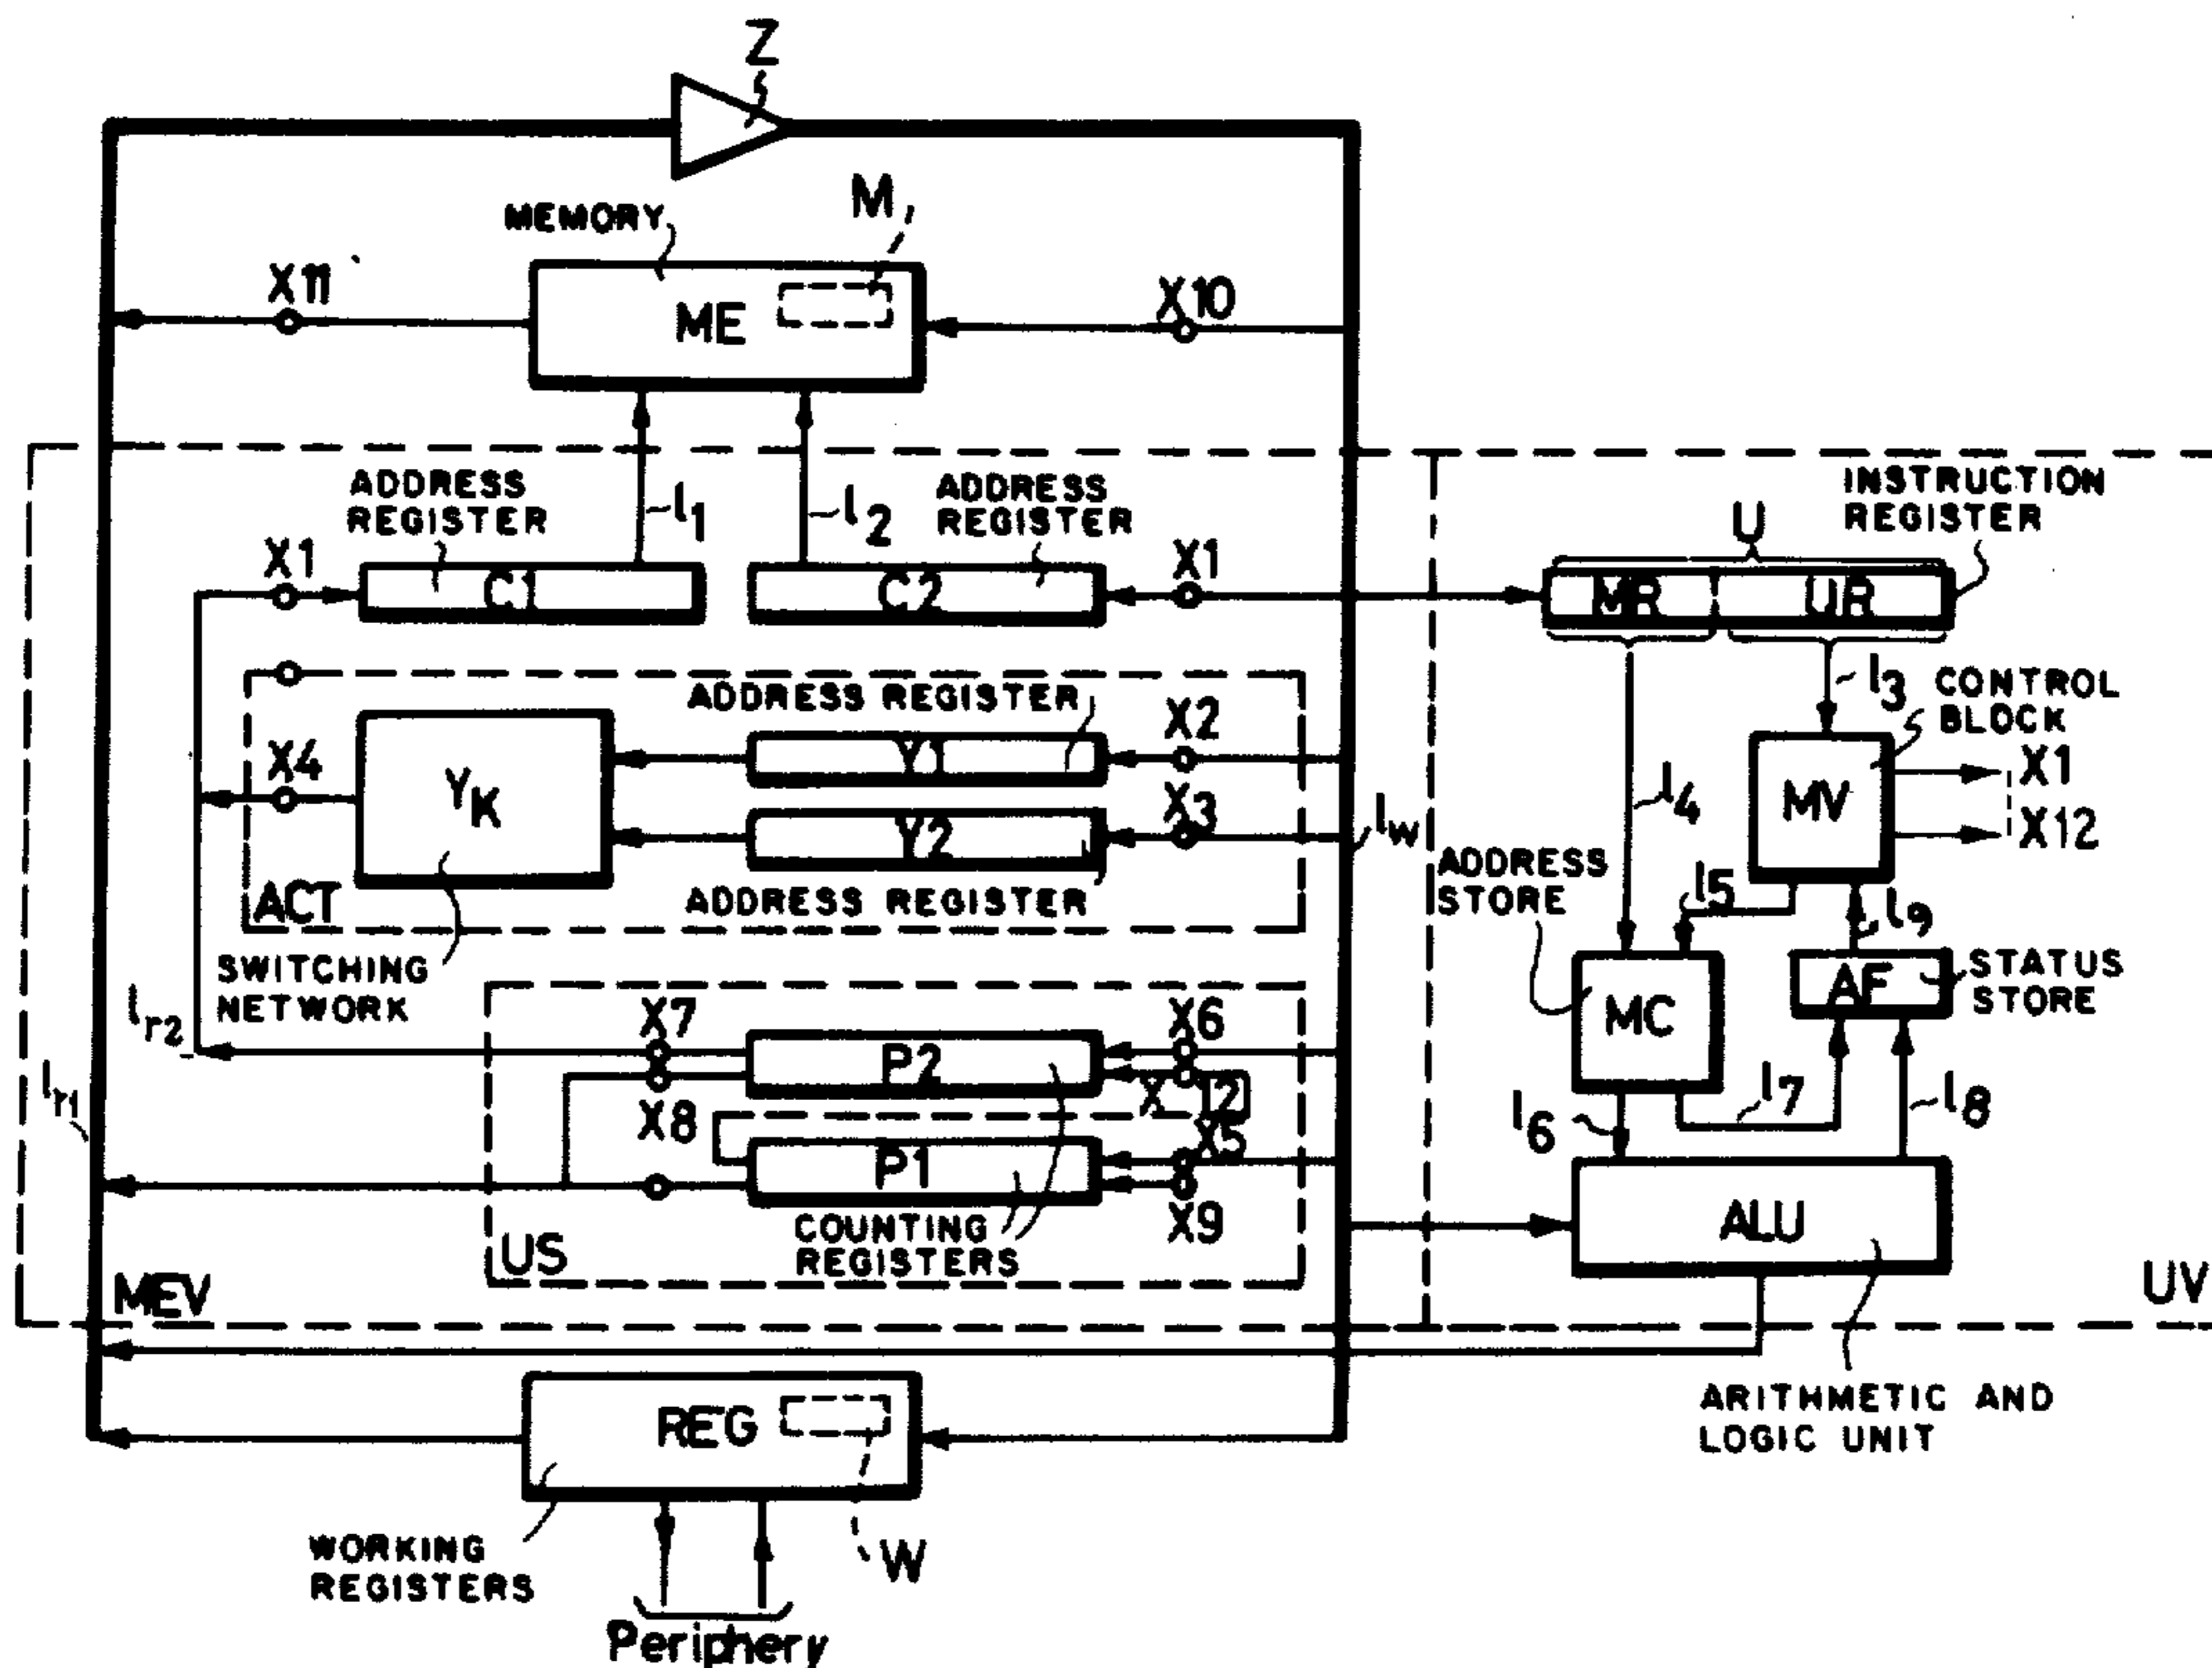 Z
MEMORY
M
X11
ME
X10
ADDRESS
REGISTER
l1
l2
ADDRESS
REGISTER
INSTRUCTION
REGISTER
U
X1
C1
C2
X1
MR
UR
l3
CONTROL
BLOCK
ADDRESS REGISTER
X2
X4
YK
Y1
X3
Y2
lw
l4
MV
X1
X12
ACT
ADDRESS REGISTER
ADDRESS
STORE
l5
l9
SWITCHING
NETWORK
MC
AF
STATUS
STORE
lr2
X7
P2
X6
lr1
X8
X12
X5
P1
X9
l6
l7
l8
COUNTING
REGISTERS
US
ALU
MEV
UV
REG
ARITHMETIC AND
LOGIC UNIT
WORKING
REGISTERS
W
Periphery